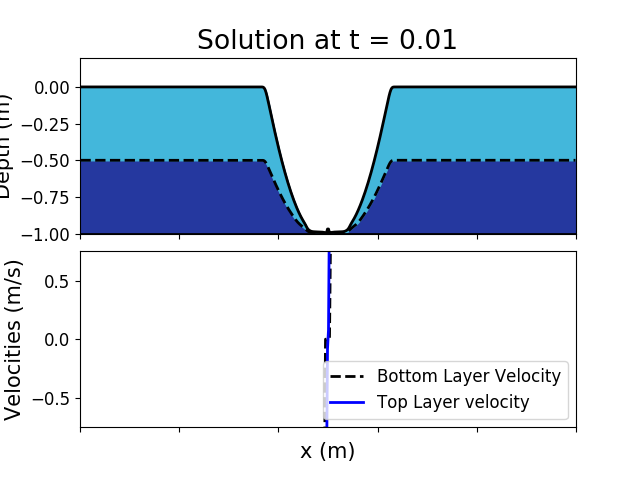 Solution at t = 0.01
Depth (m)
0.00
−0.25
−0.50
−0.75
−1.00
Velocities (m/s)
0.5
0.0
−0.5
Bottom Layer Velocity
Top Layer velocity
x (m)